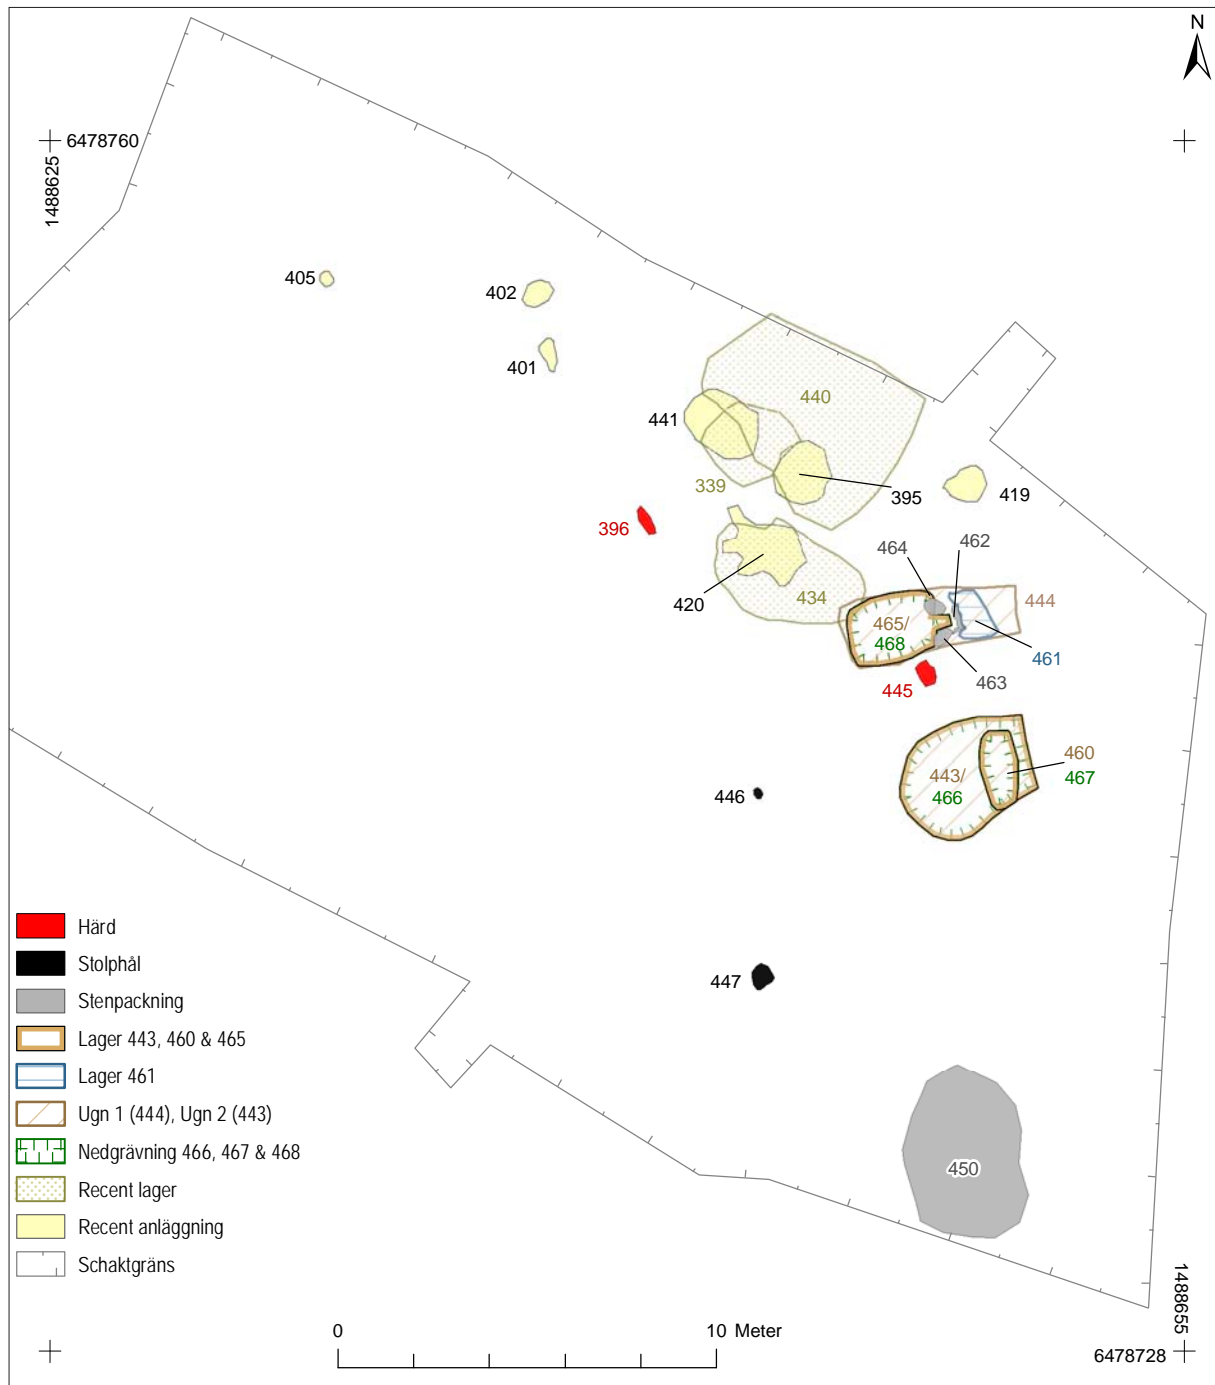 N
6478760
1488625
405
402
401
440
441
339
395
419
396
464
462
420
434
465/
468
444
461
463
445
443/
466
460
467
446
447
450
Härd
Stolphål
Stenpackning
Lager 443, 460 & 465
Lager 461
Ugn 1 (444), Ugn 2 (443)
Nedgrävning 466, 467 & 468
Recent lager
Recent anläggning
Schaktgräns
0 10 Meter
1488655
6478728